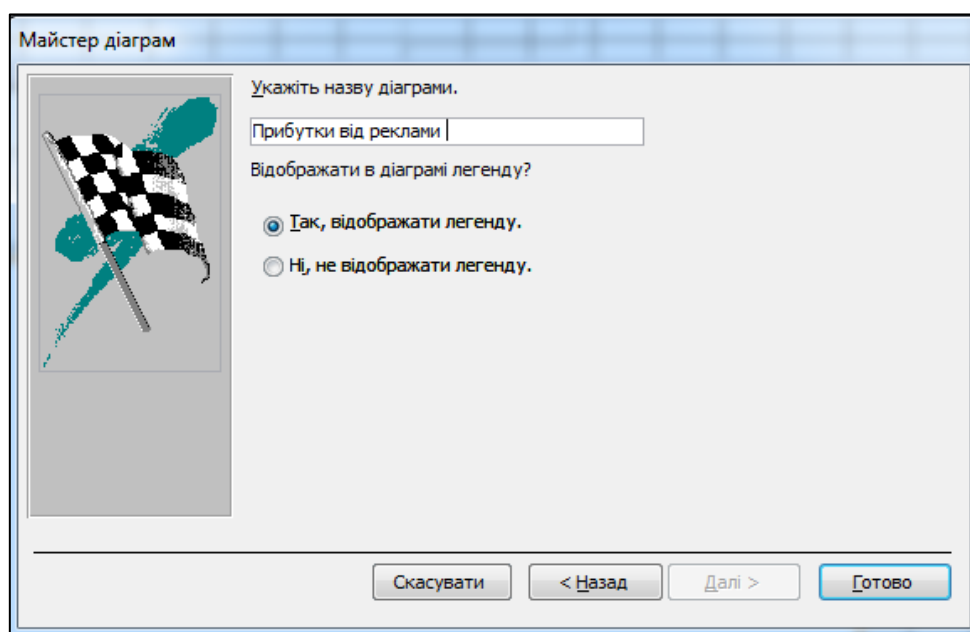 Майстер діаграм
Укажіть назву діаграми.
Прибутки від реклами
Відображати в діаграмі легенду?
Так, відображати легенду.
Ні, не відображати легенду.
Скасувати
< Назад
Далі >
Готово